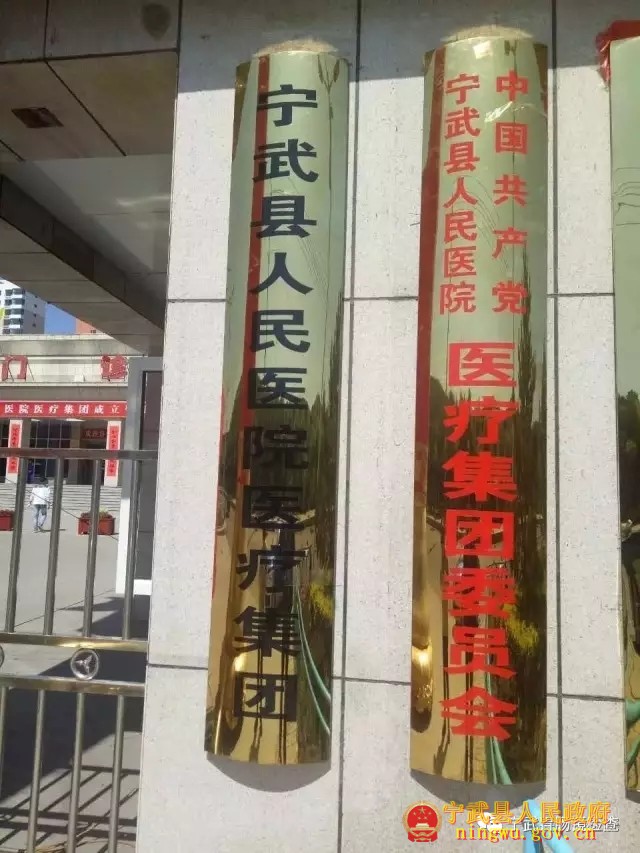 宁武县人民医院医疗集团
中国共产党
宁武县人民医院
医疗集团委员会
门诊
医院医疗集团成立
宁武县人民政府
ningwu.gov.cn